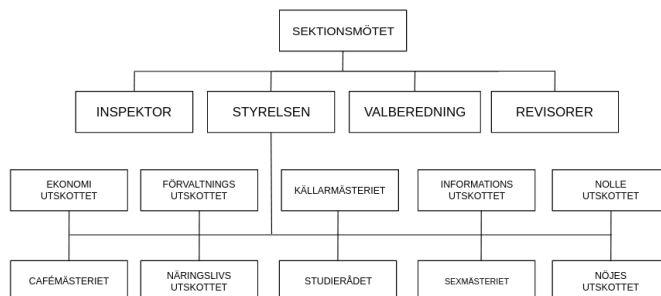 SEKTIONSMÖTET
INSPEKTOR
STYRELSEN
VALBEREDNING
REVISORER
EKONOMI
UTSKOTTET
FÖRVALTNINGS
UTSKOTTET
KÄLLARMÄSTERIET
INFORMATIONS
UTSKOTTET
NOLLE
UTSKOTTET
CAFÉMÄSTERIET
NÄRINGSLIVS
UTSKOTTET
STUDIERÅDET
SEXMÄSTERIET
NÖJES
UTSKOTTET